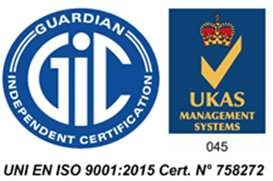 GUARDIAN
GIC
INDEPENDENT CERTIFICATION
UKAS
MANAGEMENT
SYSTEMS
045
UNI EN ISO 9001:2015 Cert. N° 758272